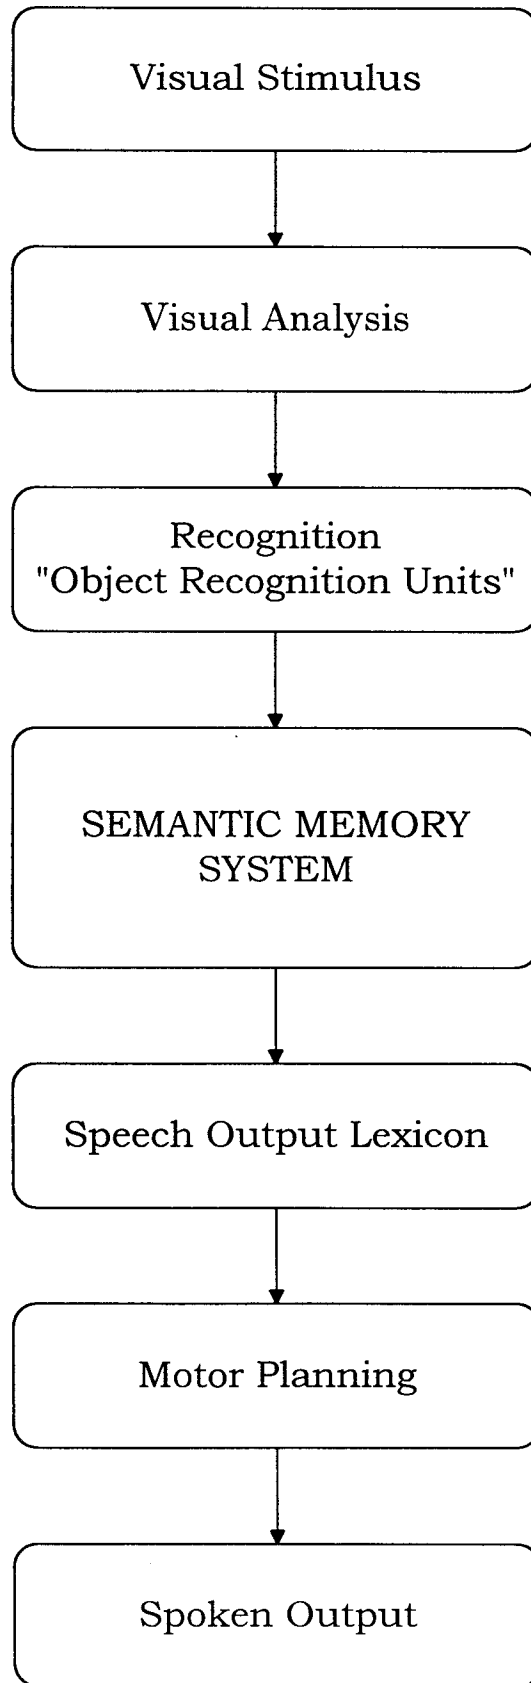 Visual Stimulus
Visual Analysis
Recognition
"Object Recognition Units"
SEMANTIC MEMORY
SYSTEM
Speech Output Lexicon
Motor Planning
Spoken Output